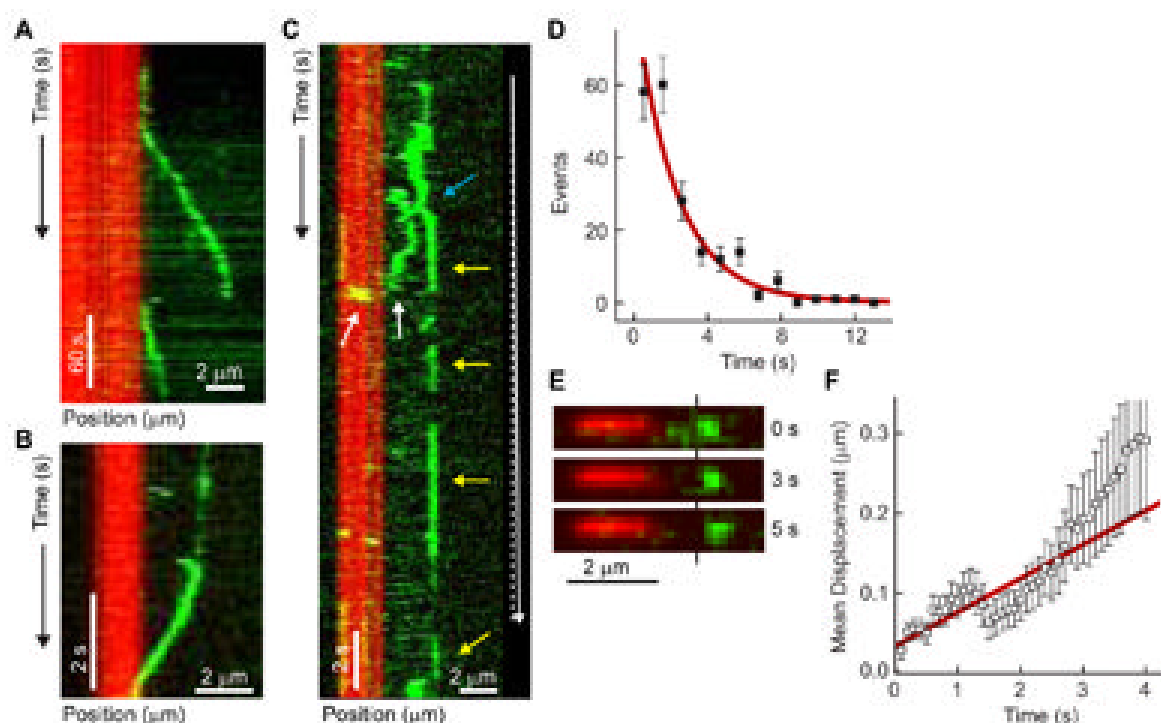 A
Time (s)
60 s
2 μm
Position (μm)
B
Time (s)
2 s
2 μm
Position (μm)
C
Time (s)
2 s
2 μm
Position (μm)
D
Events
60
40
20
0
0 4 8 12
Time (s)
E
0 s
3 s
5 s
2 μm
F
Mean Displacement (μm)
0.3
0.2
0.1
0.0
0 1 2 3 4
Time (s)